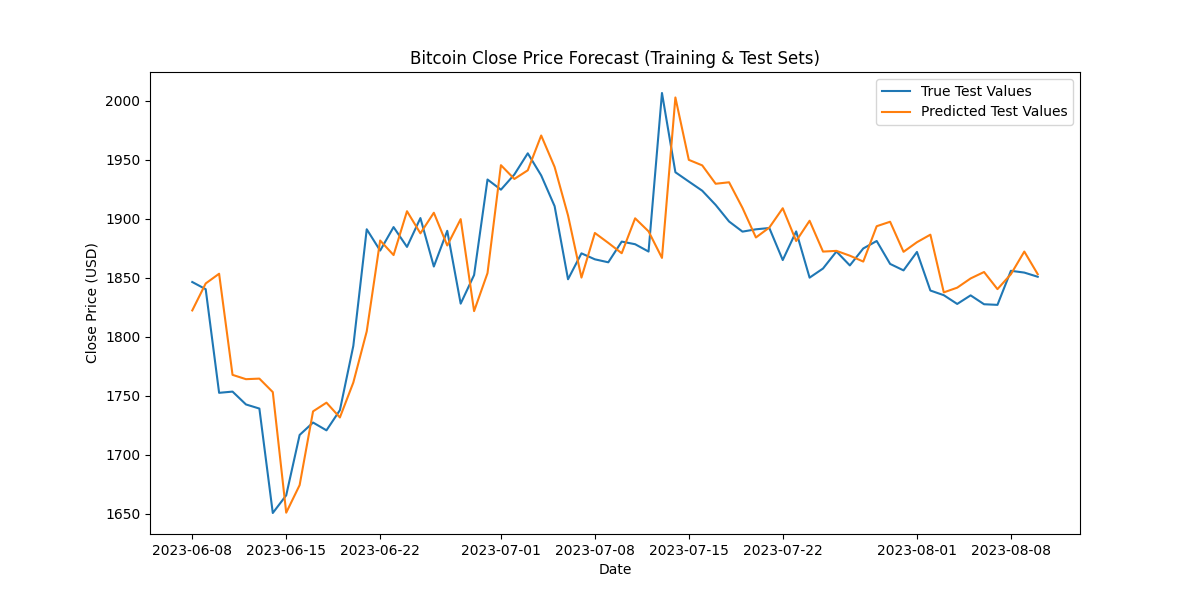 Bitcoin Close Price Forecast (Training & Test Sets)
True Test Values
Predicted Test Values
Close Price (USD)
2000
1950
1900
1850
1800
1750
1700
1650
2023-06-08 2023-06-15 2023-06-22 2023-07-01 2023-07-08 2023-07-15 2023-07-22 2023-08-01 2023-08-08
Date